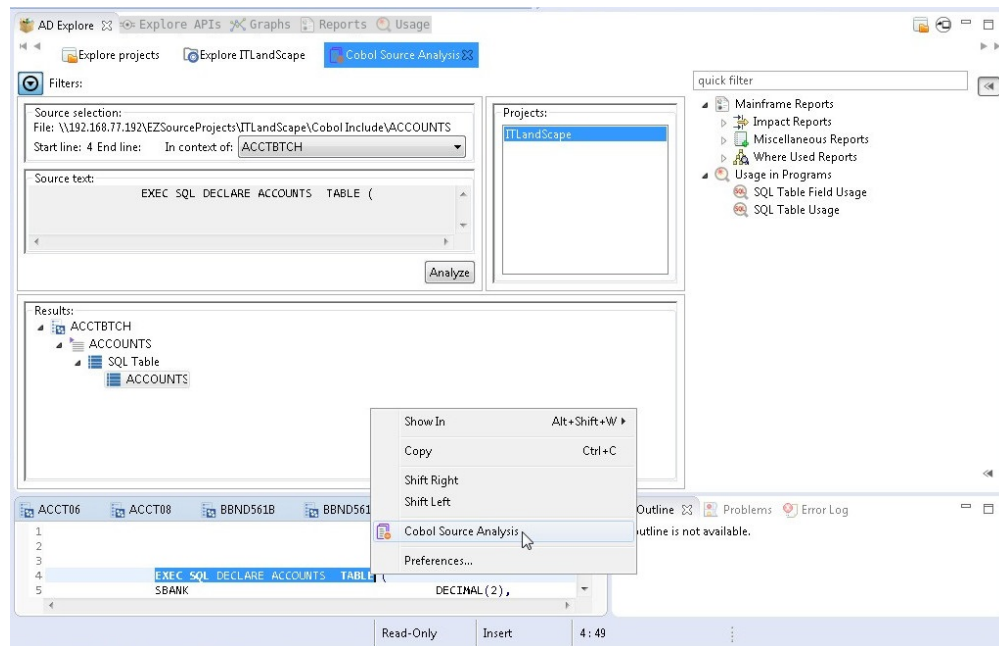 AD Explore Explore APIs Graphs Reports Usage
Explore projects Explore ITLandScape Cobol Source Analysis
Filters:
quick filter
Source selection:
File: \\192.168.77.192\EZSourceProjects\ITLandScape\Cobol Include\ACCOUNTS
Start line: 4 End line: In context of: ACCTBTCH
Source text:
EXEC SQL DECLARE ACCOUNTS TABLE (
Analyze
Projects:
ITLandScape
Mainframe Reports
Impact Reports
Miscellaneous Reports
Where Used Reports
Usage in Programs
SQL Table Field Usage
SQL Table Usage
Results:
ACCTBTCH
ACCOUNTS
SQL Table
ACCOUNTS
Show In Alt+Shift+W
Copy Ctrl+C
Shift Right
Shift Left
Cobol Source Analysis
Preferences...
ACCT06 ACCT08 BBND561B BBND561
Outline Problems Error Log
outline is not available.
1
2
3
4 EXEC SQL DECLARE ACCOUNTS TABLE (
5 SBANK DECIMAL(2),
Read-Only Insert 4 : 49